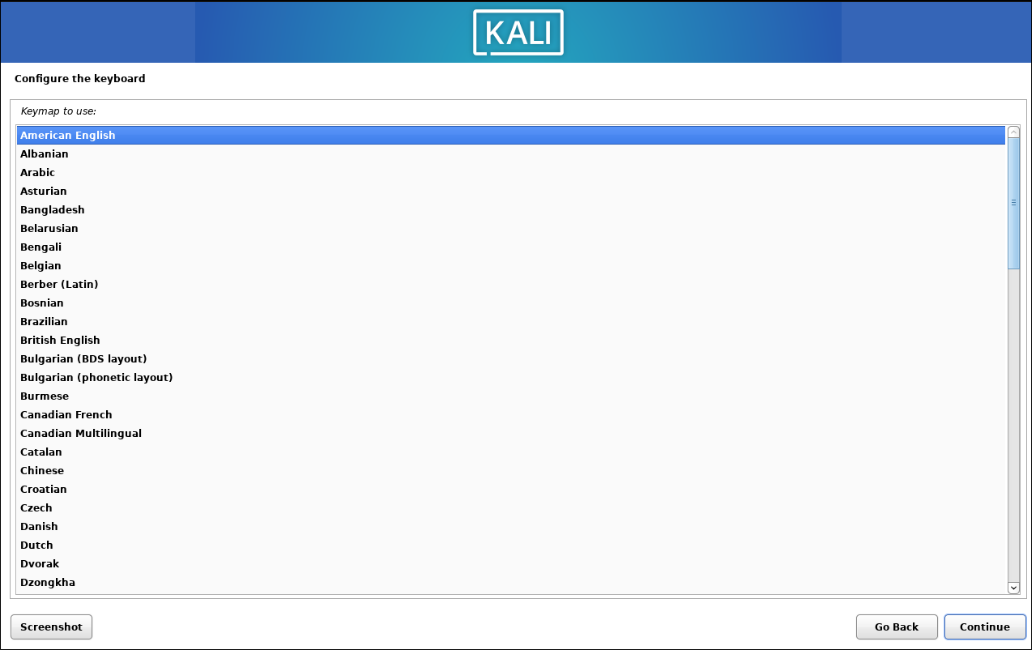 KALI
Configure the keyboard
Keymap to use:
American English
Albanian
Arabic
Asturian
Bangladesh
Belarusian
Bengali
Belgian
Berber (Latin)
Bosnian
Brazilian
British English
Bulgarian (BDS layout)
Bulgarian (phonetic layout)
Burmese
Canadian French
Canadian Multilingual
Catalan
Chinese
Croatian
Czech
Danish
Dutch
Dvorak
Dzongkha
Screenshot
Go Back
Continue